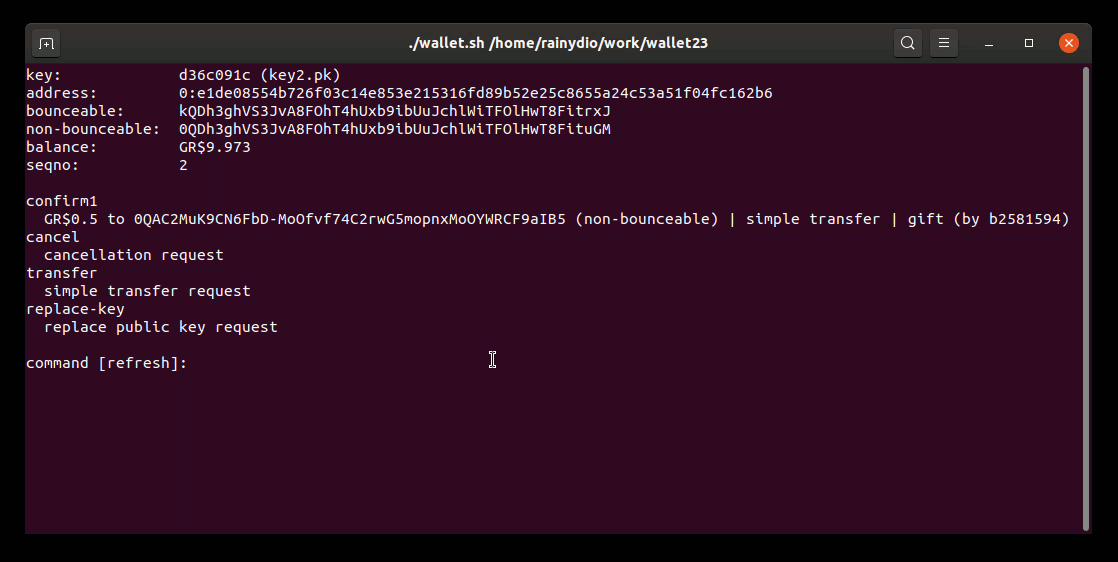 ./wallet.sh /home/rainydio/work/wallet23
key: d36c091c (key2.pk)
address: 0:e1de08554b726f03c14e853e215316fd89b52e25c8655a24c53a51f04fc162b6
bounceable: kQDh3ghVS3JvA8FOhT4hUxb9ibUuJchlWiTFOlHwT8FitrxJ
non-bounceable: 0QDh3ghVS3JvA8FOhT4hUxb9ibUuJchlWiTFOlHwT8FituGM
balance: GR$9.973
seqno: 2
confirm1
GR$0.5 to 0QAC2MuK9CN6FbD-MoOfvf74C2rwG5mopnxMoOYWRCF9aIB5 (non-bounceable) | simple transfer | gift (by b2581594)
cancel
cancellation request
transfer
simple transfer request
replace-key
replace public key request
command [refresh]: